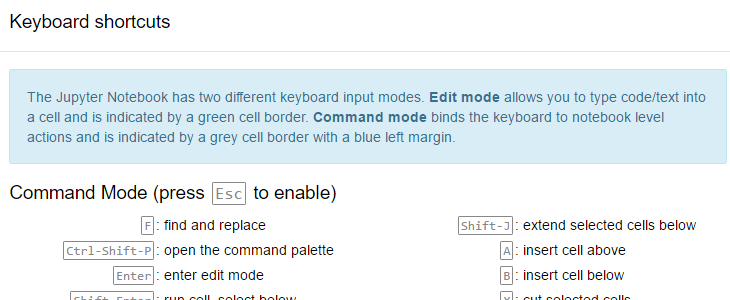 Keyboard shortcuts
The Jupyter Notebook has two different keyboard input modes. Edit mode allows you to type code/text into
a cell and is indicated by a green cell border. Command mode binds the keyboard to notebook level
actions and is indicated by a grey cell border with a blue left margin.
Command Mode (press Esc to enable)
F : find and replace
Ctrl-Shift-P : open the command palette
Enter : enter edit mode
Shift-Enter : run cell, select below
Shift-J : extend selected cells below
A : insert cell above
B : insert cell below
X : cut selected cells